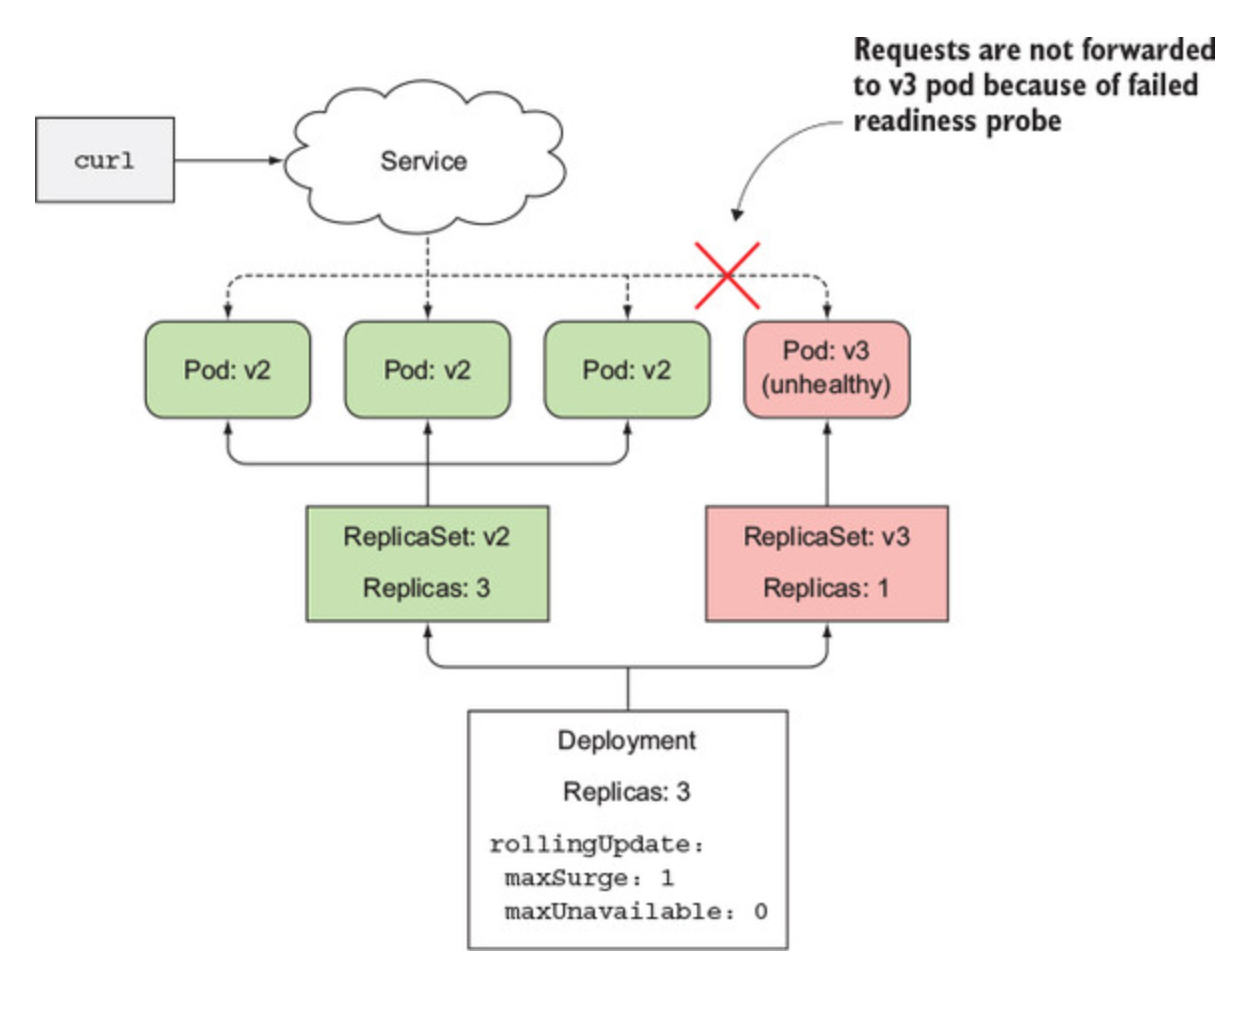 Requests are not forwarded
to v3 pod because of failed
readiness probe
curl
Service
Pod: v2
Pod: v2
Pod: v2
Pod: v3
(unhealthy)
ReplicaSet: v2
Replicas: 3
ReplicaSet: v3
Replicas: 1
Deployment
Replicas: 3
rollingUpdate:
maxSurge: 1
maxUnavailable: 0